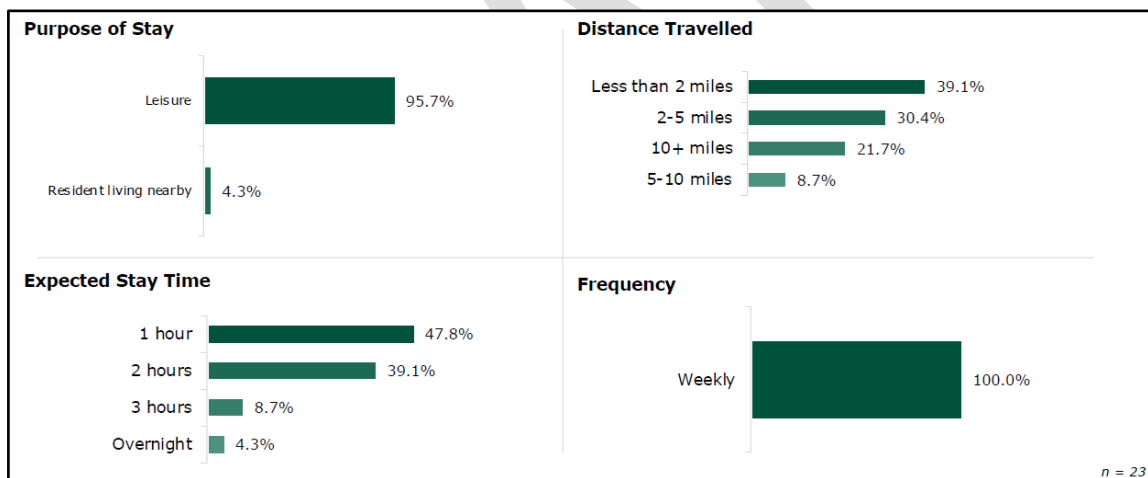 Purpose of Stay
Leisure
95.7%
Resident living nearby
4.3%
Distance Travelled
Less than 2 miles
39.1%
2-5 miles
30.4%
10+ miles
21.7%
5-10 miles
8.7%
Expected Stay Time
1 hour
47.8%
2 hours
39.1%
3 hours
8.7%
Overnight
4.3%
Frequency
Weekly
100.0%
n = 23